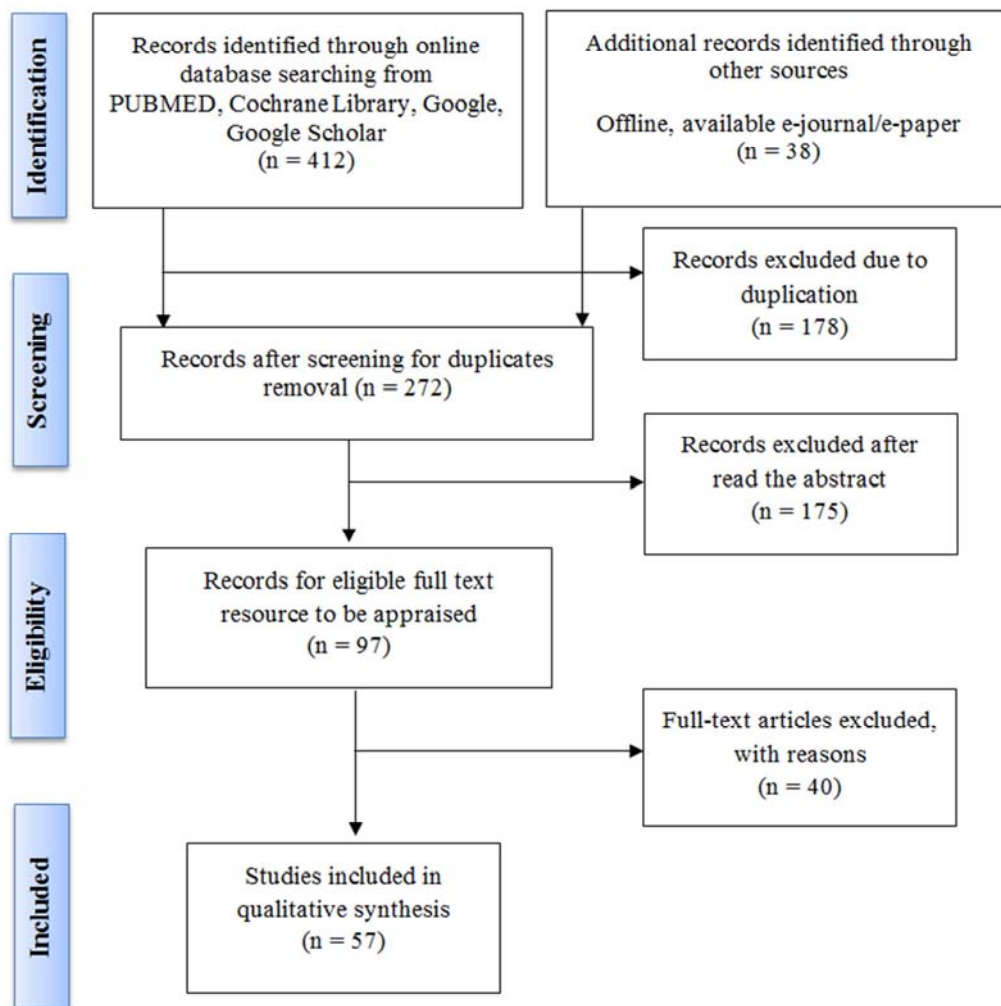 Identification
Records identified through online
database searching from
PUBMED, Cochrane Library, Google,
Google Scholar
(n = 412)
Additional records identified through
other sources
Offline, available e-journal/e-paper
(n = 38)
Records excluded due to
duplication
(n = 178)
Screening
Records after screening for duplicates
removal (n = 272)
Records excluded after
read the abstract
(n = 175)
Eligibility
Records for eligible full text
resource to be appraised
(n = 97)
Full-text articles excluded,
with reasons
(n = 40)
Included
Studies included in
qualitative synthesis
(n = 57)